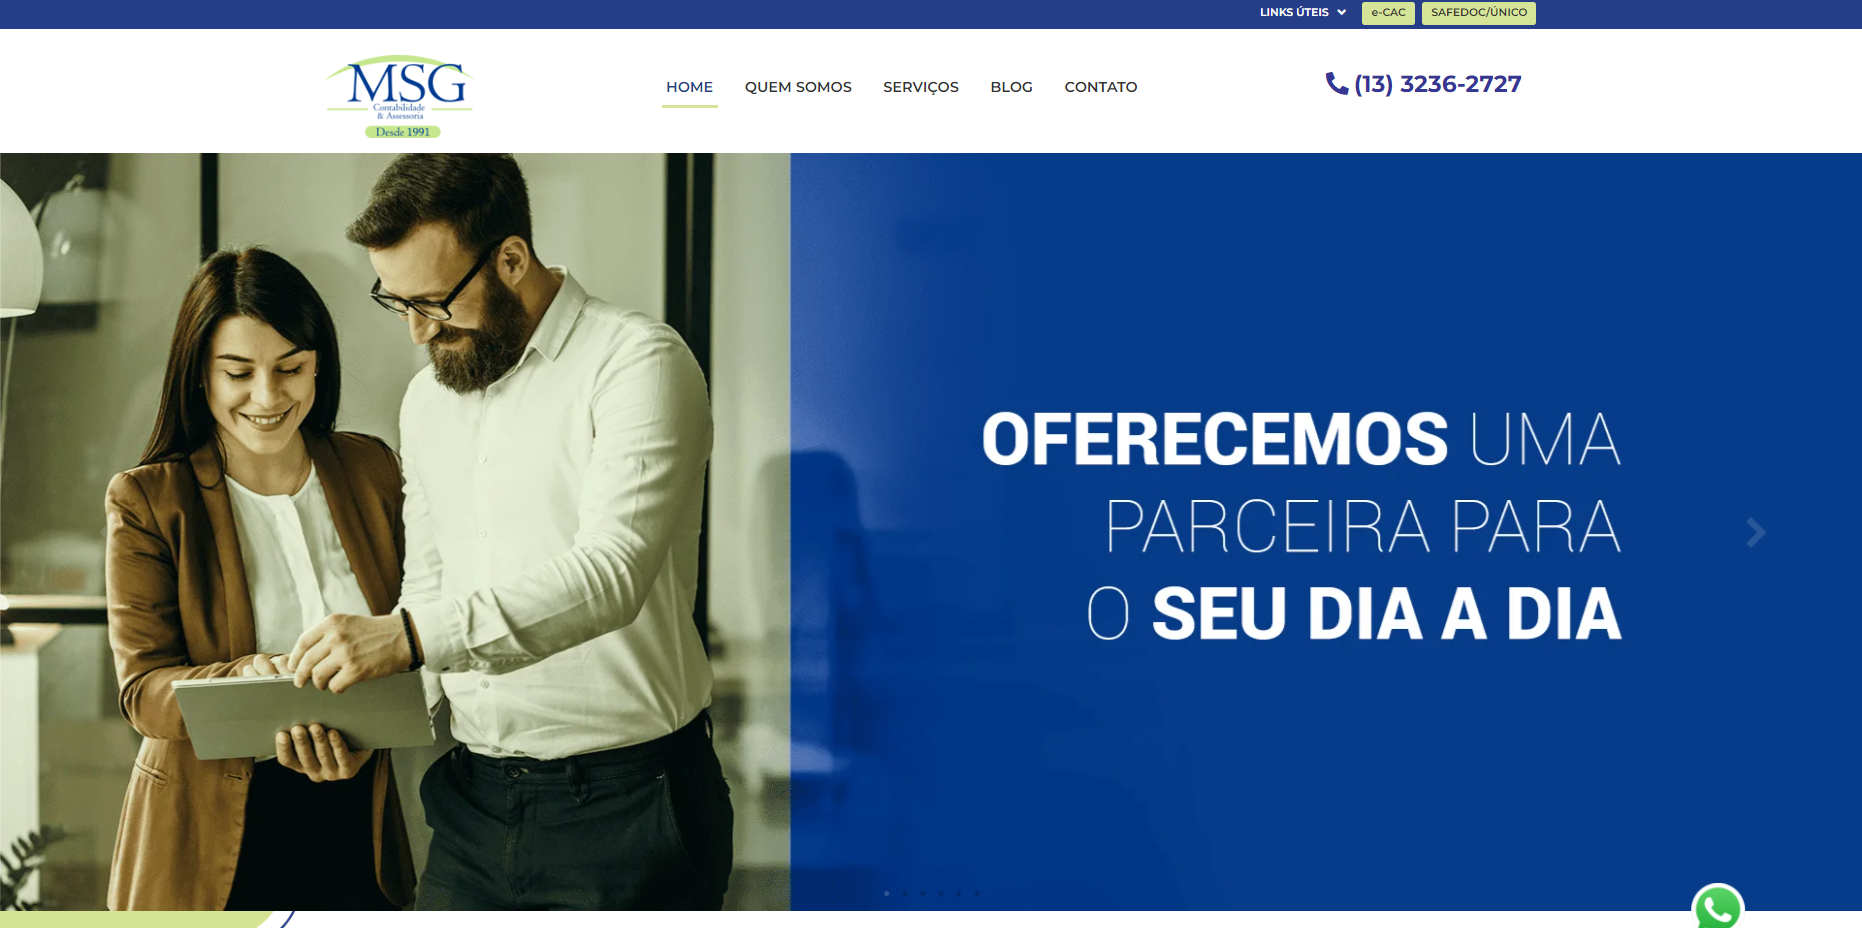 LINKS ÚTEIS
e-CAC
SAFEDOC/ÚNICO
MSG
Contabilidade
& Assessoria
Desde 1991
HOME
QUEM SOMOS
SERVIÇOS
BLOG
CONTATO
(13) 3236-2727
OFERECEMOS UMA
PARCEIRA PARA
O SEU DIA A DIA